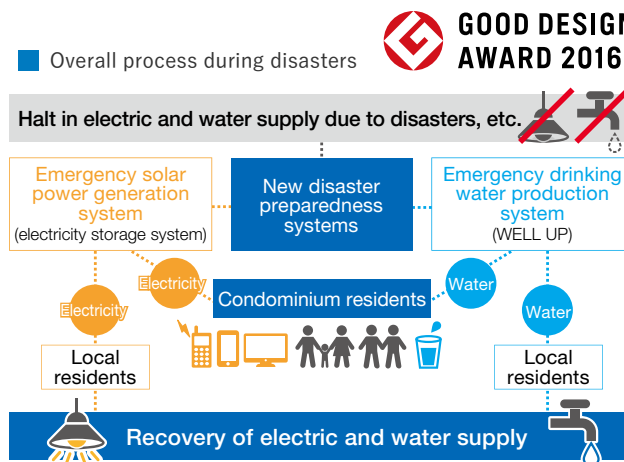 GOOD DESIGN
AWARD 2016
Overall process during disasters
Halt in electric and water supply due to disasters, etc.
Emergency solar
power generation
system
(electricity storage system)
New disaster
preparedness
systems
Emergency drinking
water production
system
(WELL UP)
Electricity
Electricity
Condominium residents
Water
Water
Local
residents
Local
residents
Recovery of electric and water supply